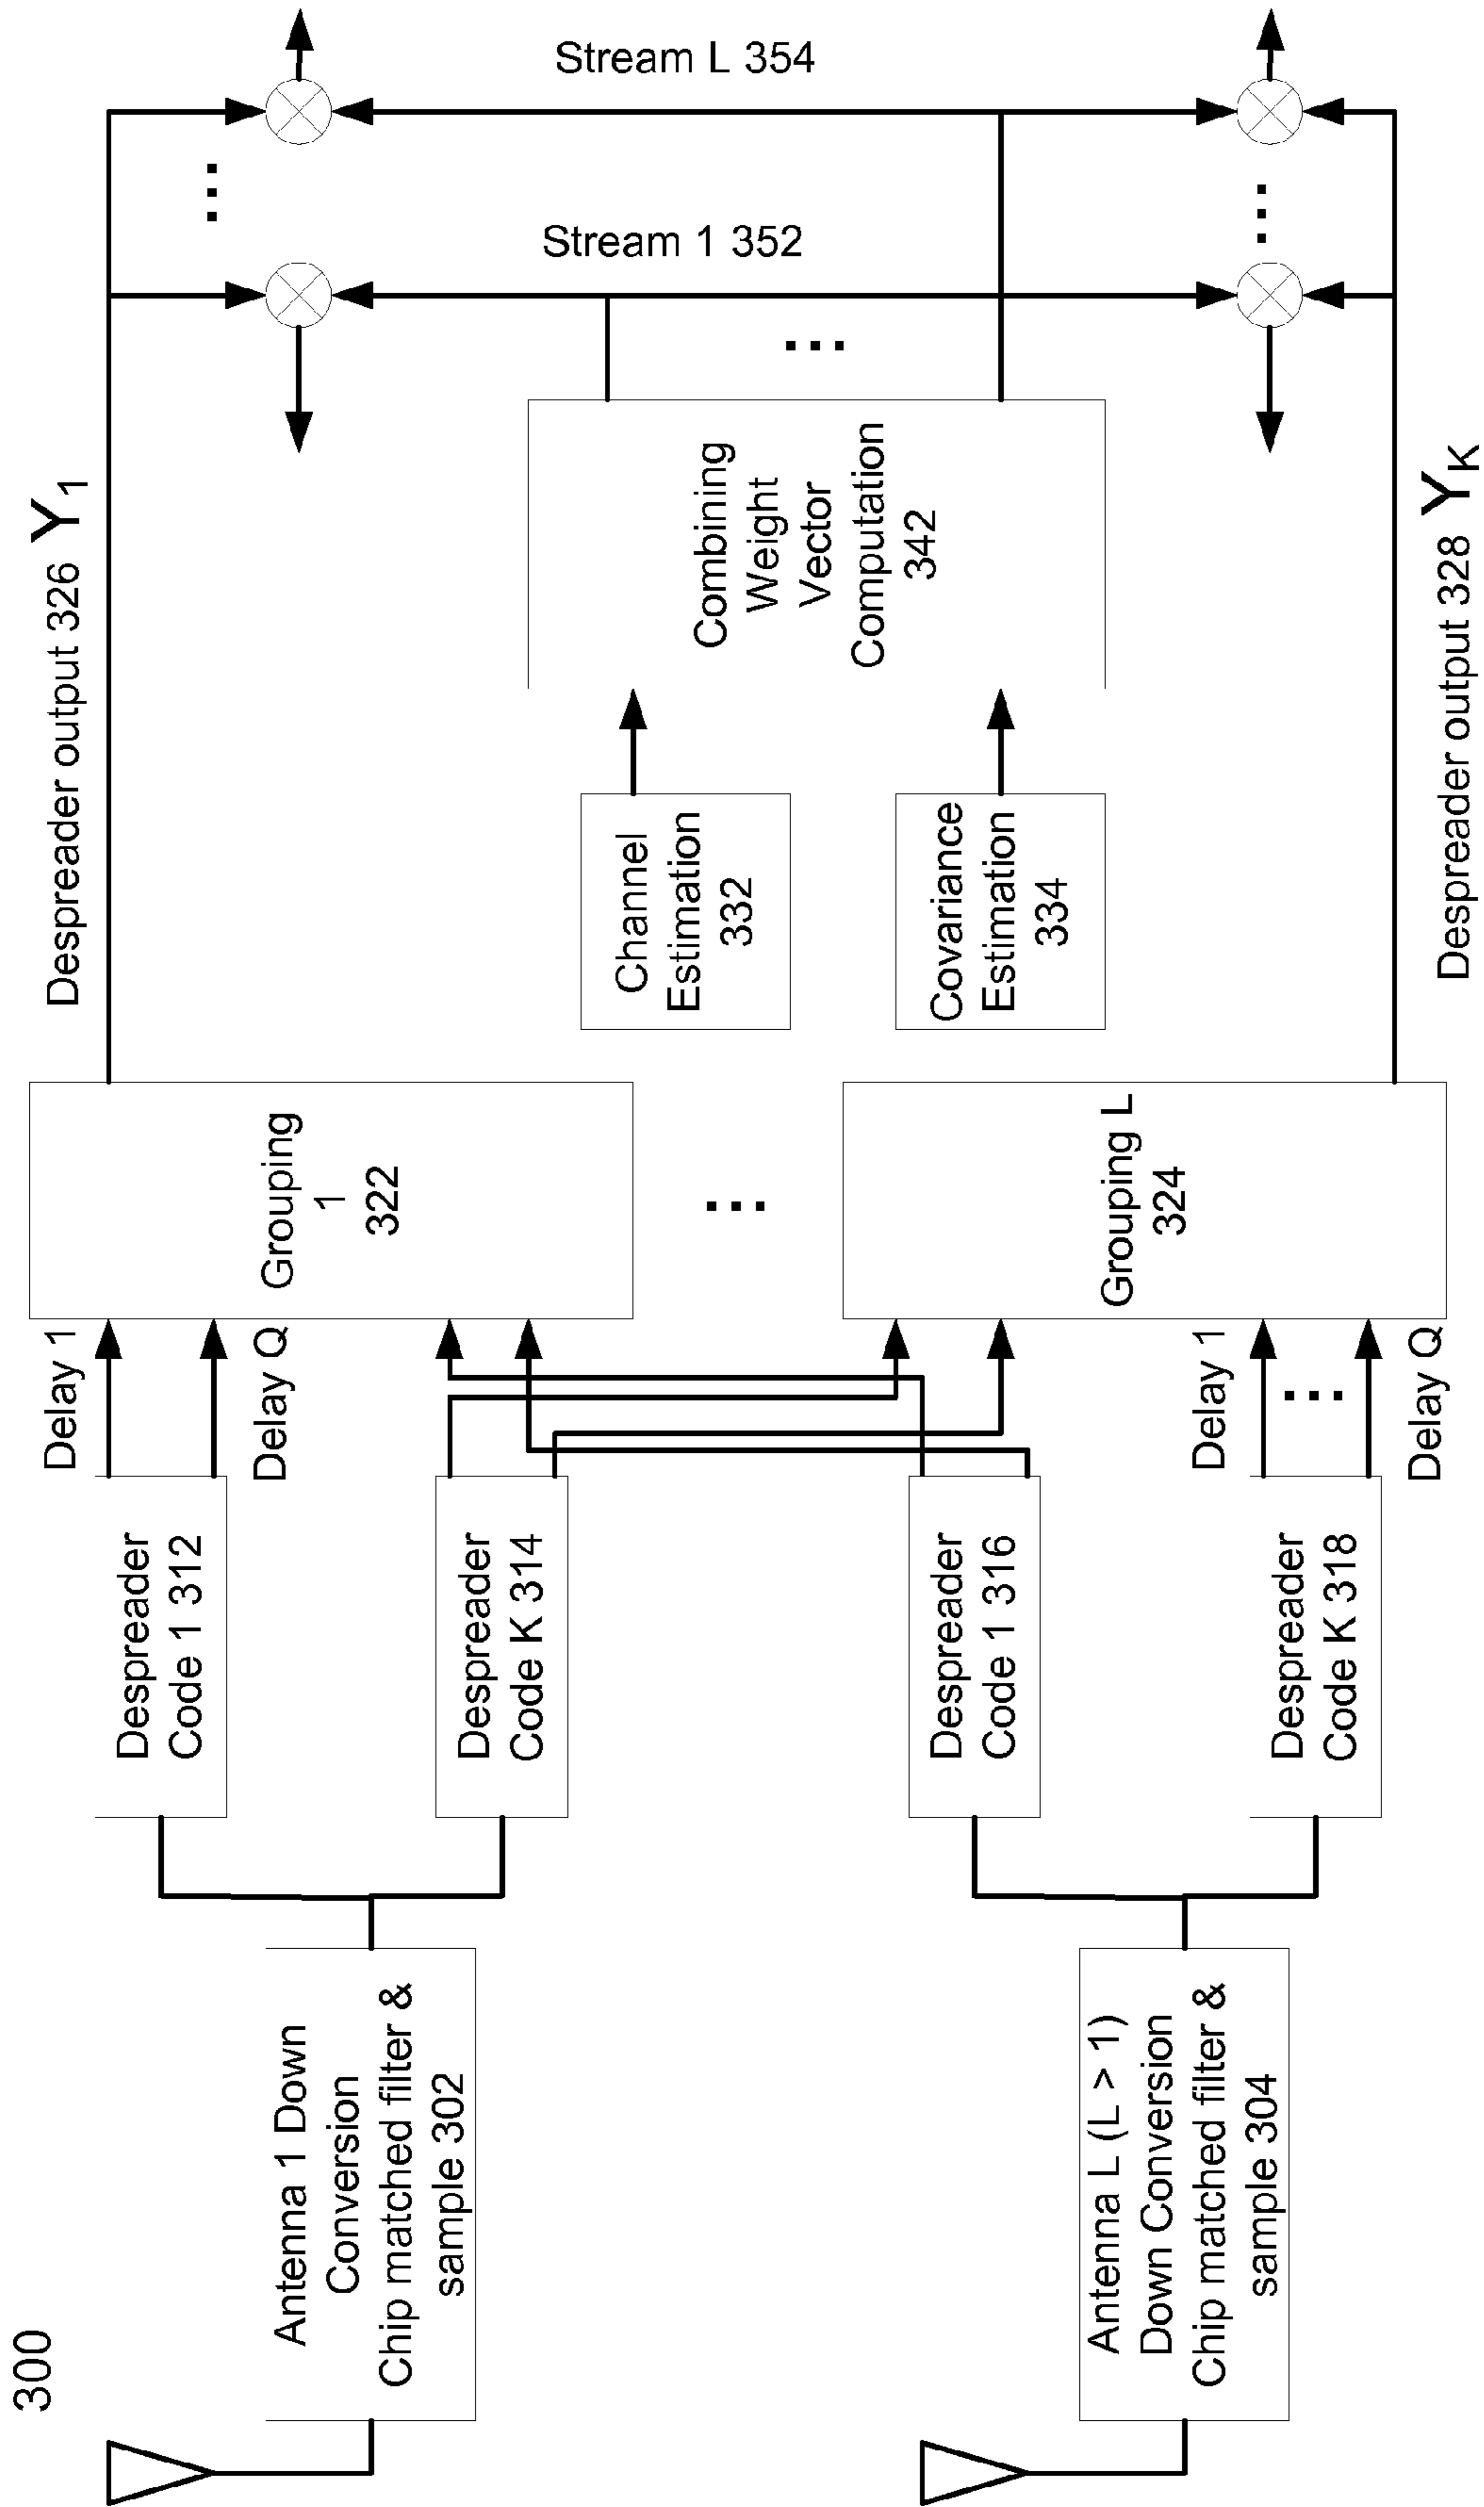 300
Antenna 1 Down
Conversion
Chip matched filter &
sample 302
Antenna L (L > 1)
Down Conversion
Chip matched filter &
sample 304
Despreader
Code 1 312
Despreader
Code K 314
Despreader
Code 1 316
Despreader
Code K 318
Delay 1
Delay Q
Delay 1
...
Delay Q
Grouping
1
322
...
Grouping L
324
Despreader output 326 Y1
Channel
Estimation
332
Covariance
Estimation
334
Despreader output 328 YK
Combining
Weight
Vector
Computation
342
...
Stream 1 352
...
...
Stream L 354